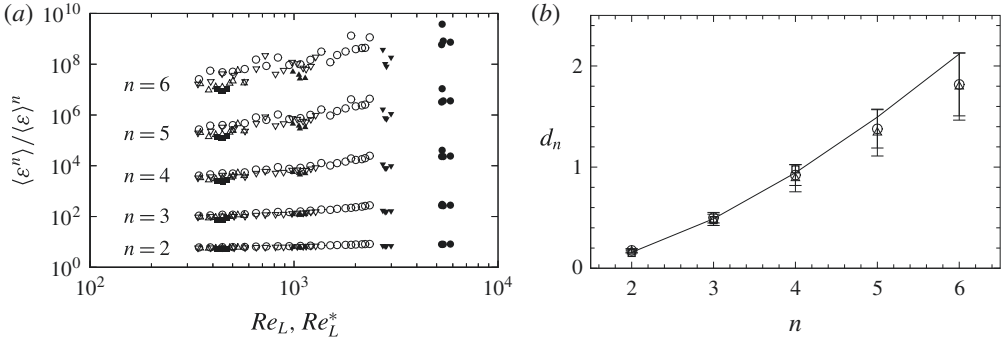 (a)
10^10
10^8
10^6
10^4
10^2
10^0
⟨ε^n⟩/⟨ε⟩^n
n = 6
n = 5
n = 4
n = 3
n = 2
10^2
10^3
10^4
Re_L, Re_L^*
(b)
2
1
0
d_n
2
3
4
5
6
n